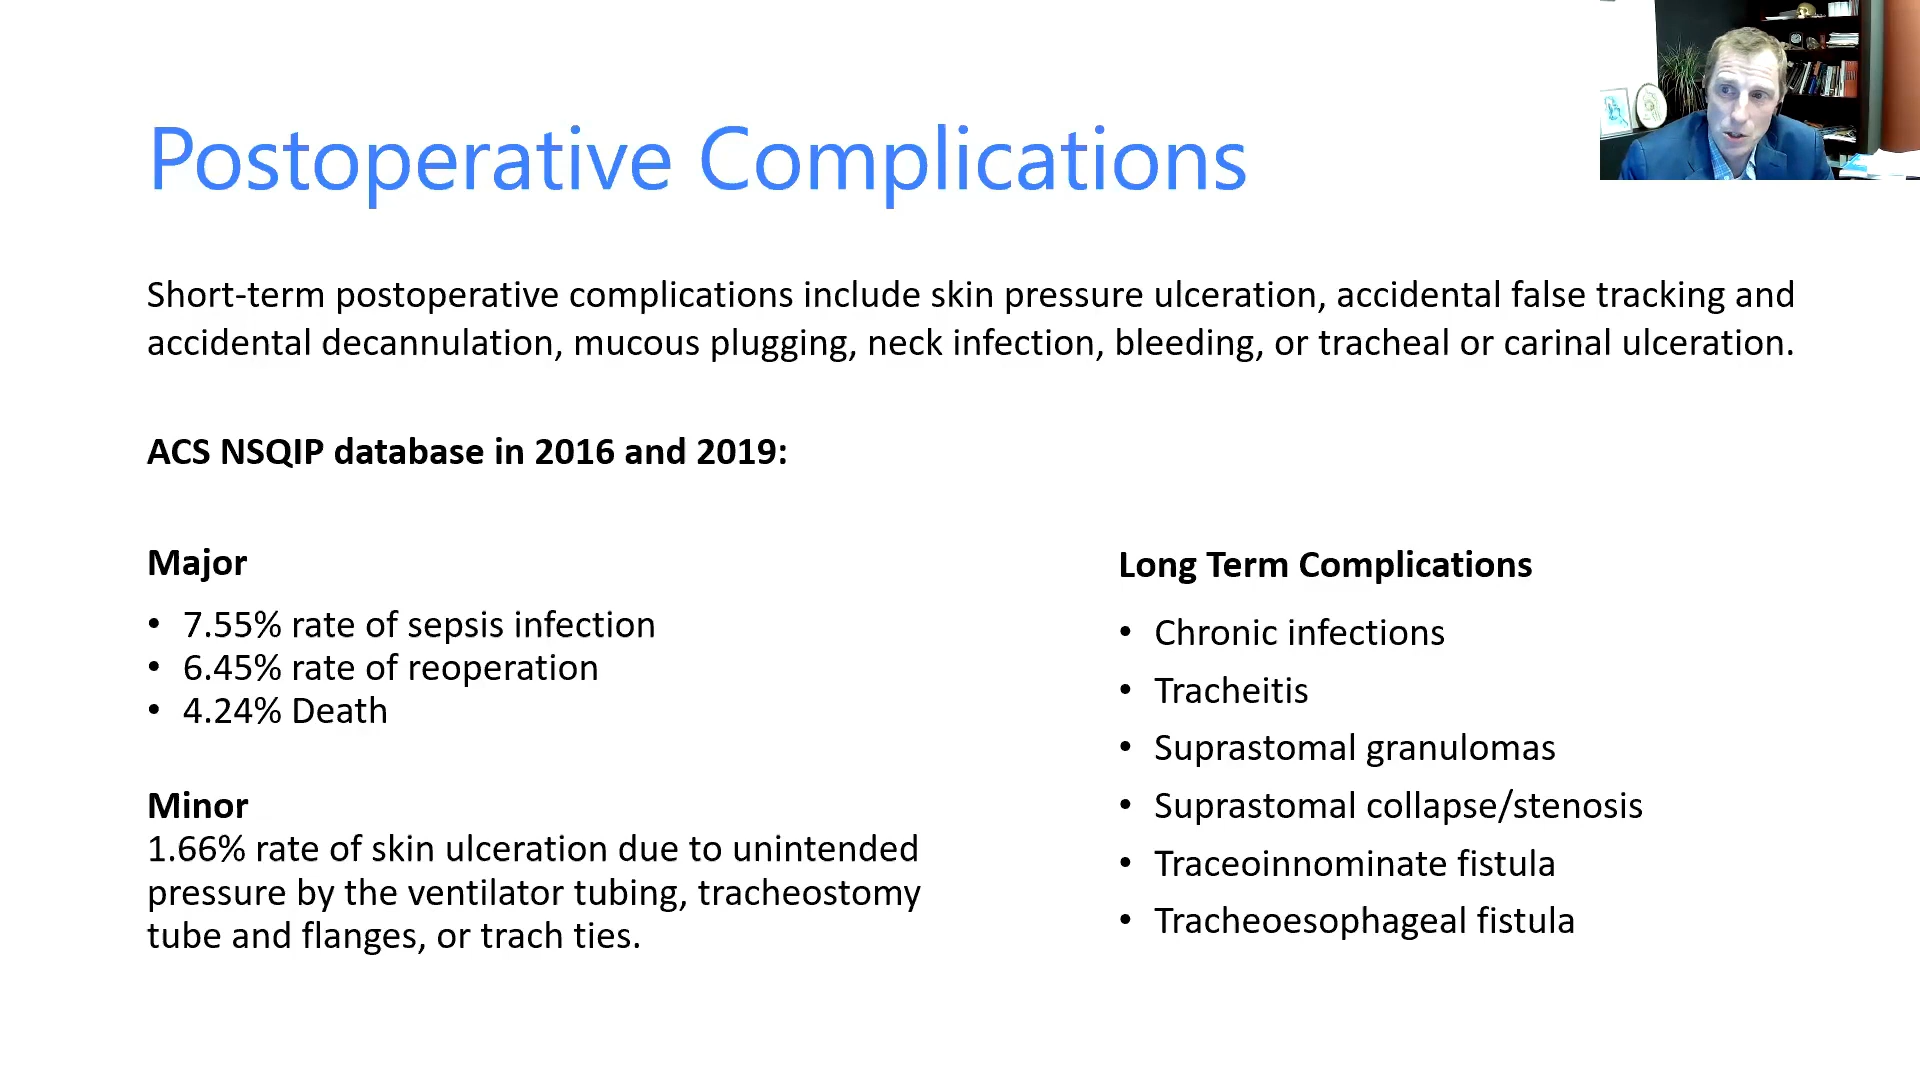 Postoperative Complications
Short-term postoperative complications include skin pressure ulceration, accidental false tracking and
accidental decannulation, mucous plugging, neck infection, bleeding, or tracheal or carinal ulceration.
ACS NSQIP database in 2016 and 2019:
Major
• 7.55% rate of sepsis infection
• 6.45% rate of reoperation
• 4.24% Death
Minor
1.66% rate of skin ulceration due to unintended
pressure by the ventilator tubing, tracheostomy
tube and flanges, or trach ties.
Long Term Complications
• Chronic infections
• Tracheitis
• Suprastomal granulomas
• Suprastomal collapse/stenosis
• Traceoinnominate fistula
• Tracheoesophageal fistula